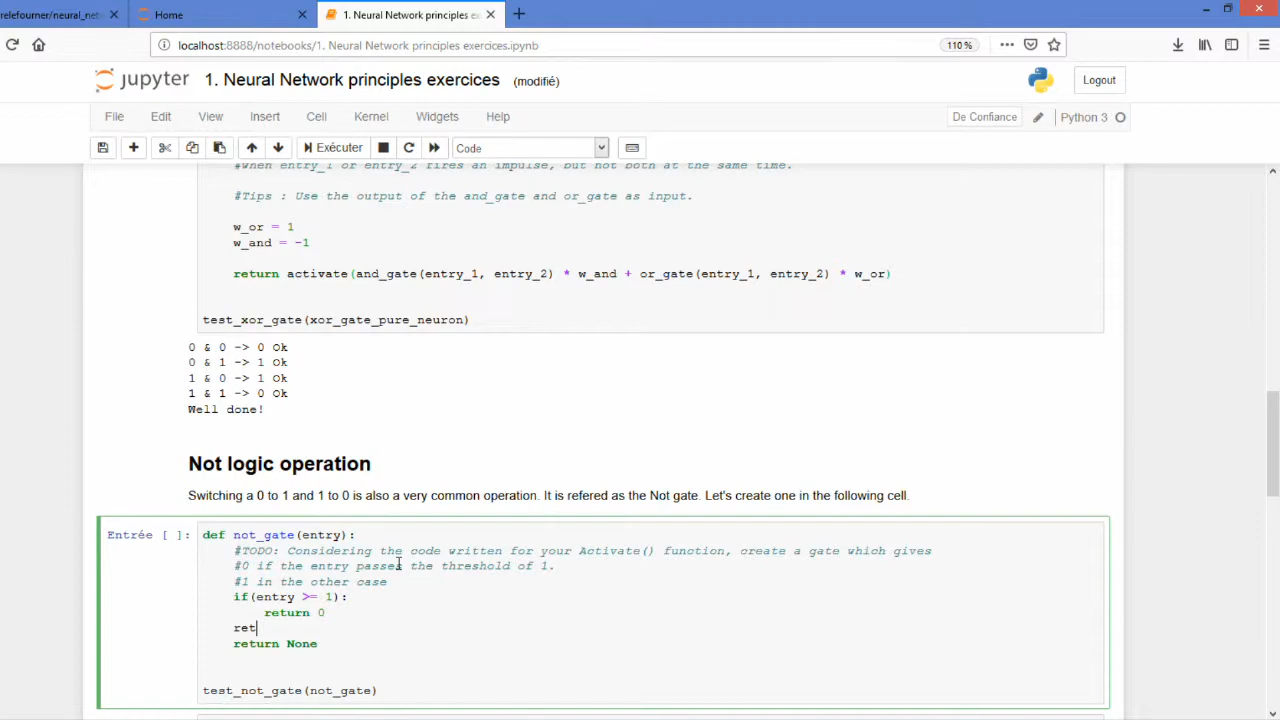 relefourner/neural_net
Home
1. Neural Network principles exe
localhost:8888/notebooks/1. Neural Network principles exercices.ipynb
110 %
jupyter
1. Neural Network principles exercices (modifié)
Logout
File Edit View Insert Cell Kernel Widgets Help
De Confiance
Python 3
Exécuter
Code
#when entry_1 or entry_2 fires an impulse, but not both at the same time.
#Tips : Use the output of the and_gate and or_gate as input.
w_or = 1
w_and = -1
return activate(and_gate(entry_1, entry_2) * w_and + or_gate(entry_1, entry_2) * w_or)
test_xor_gate(xor_gate_pure_neuron)
0 & 0 -> 0 Ok
0 & 1 -> 1 Ok
1 & 0 -> 1 Ok
1 & 1 -> 0 Ok
Well done!
Not logic operation
Switching a 0 to 1 and 1 to 0 is also a very common operation. It is refered as the Not gate. Let's create one in the following cell.
Entrée [ ]:
def not_gate(entry):
#TODO: Considering the code written for your Activate() function, create a gate which gives
#0 if the entry passes the threshold of 1.
#1 in the other case
if(entry >= 1):
return 0
ret
return None
test_not_gate(not_gate)